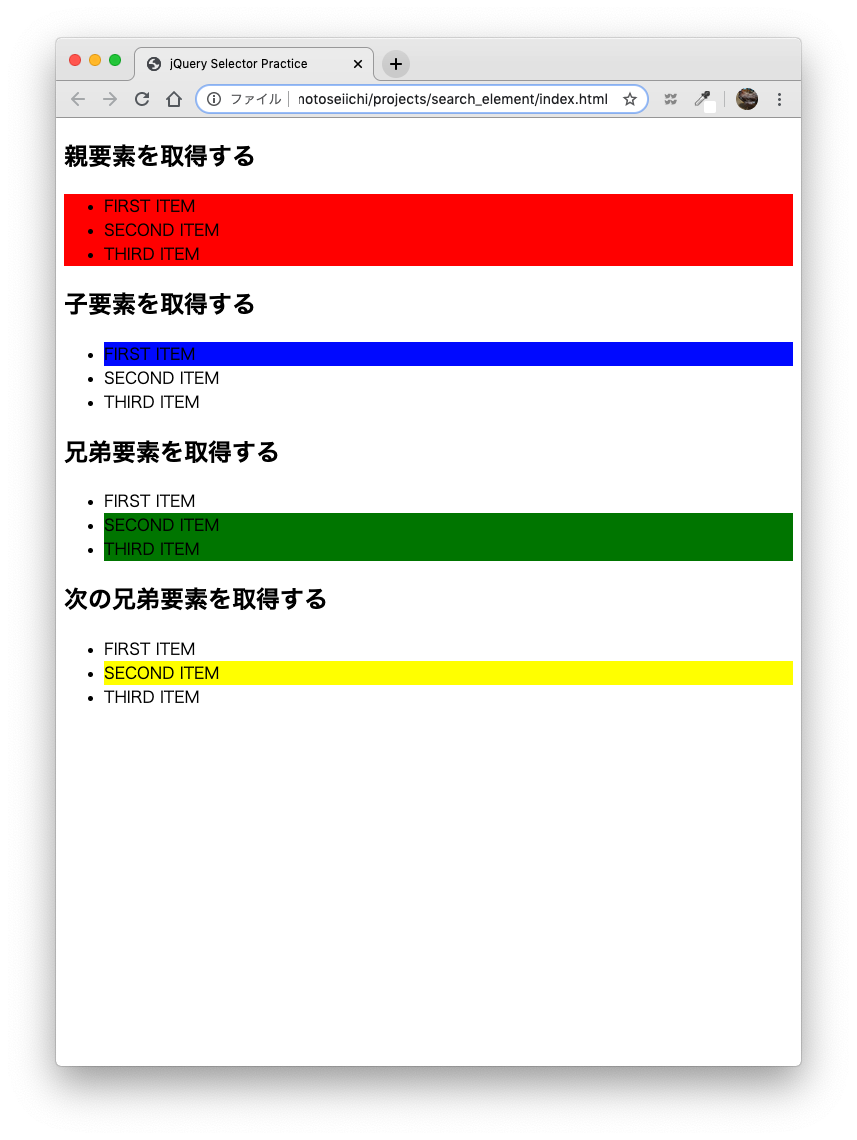 jQuery Selector Practice
ファイル notoseiichi/projects/search_element/index.html
親要素を取得する
FIRST ITEM
SECOND ITEM
THIRD ITEM
子要素を取得する
FIRST ITEM
SECOND ITEM
THIRD ITEM
兄弟要素を取得する
FIRST ITEM
SECOND ITEM
THIRD ITEM
次の兄弟要素を取得する
FIRST ITEM
SECOND ITEM
THIRD ITEM